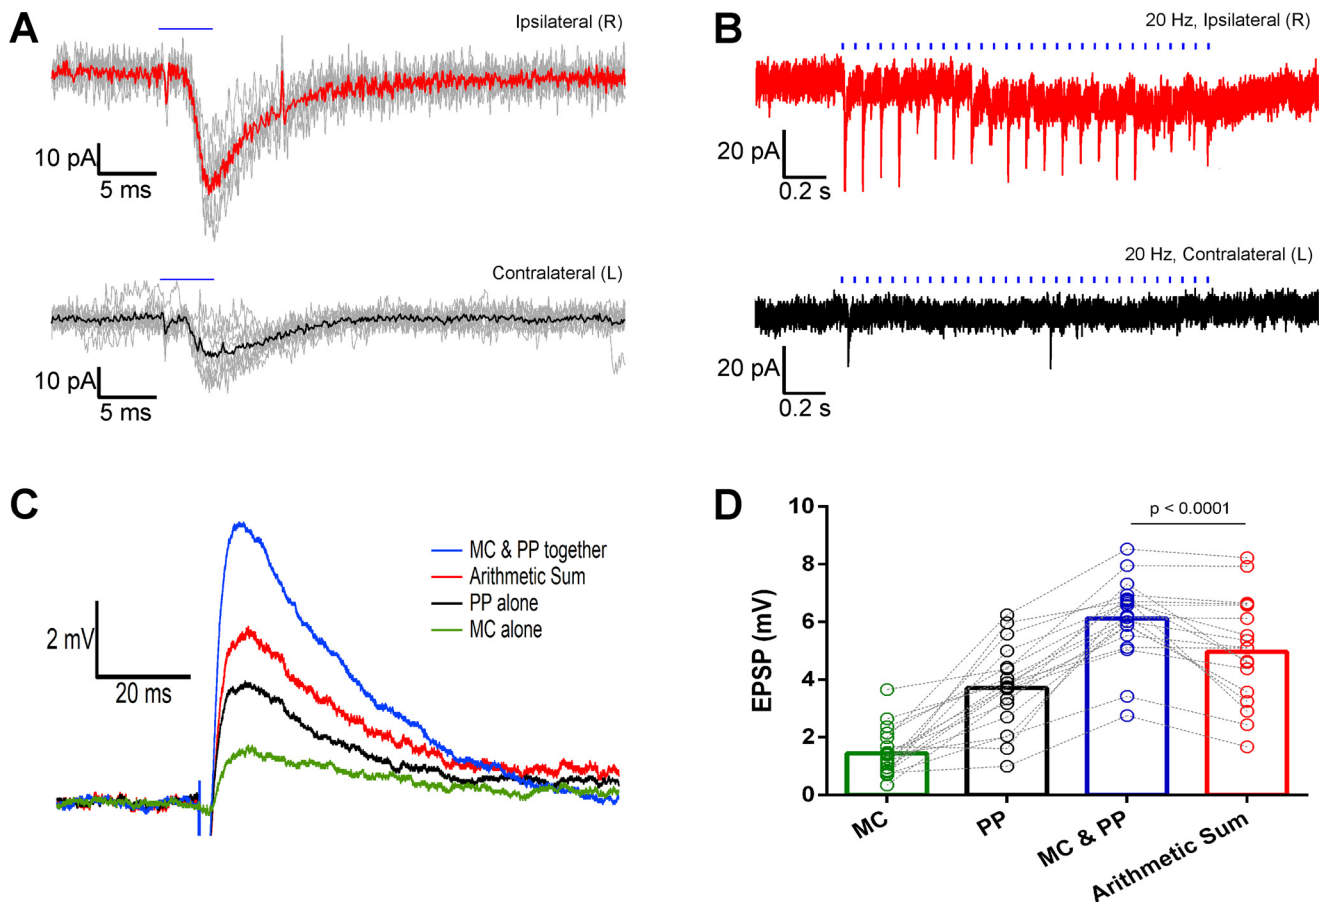 A
Ipsilateral (R)
10 pA
5 ms
Contralateral (L)
10 pA
5 ms
B
20 Hz, Ipsilateral (R)
20 pA
0.2 s
20 Hz, Contralateral (L)
20 pA
0.2 s
C
MC & PP together
Arithmetic Sum
PP alone
MC alone
2 mV
20 ms
D
p < 0.0001
EPSP (mV)
10
8
6
4
2
0
MC
PP
MC & PP
Arithmetic Sum